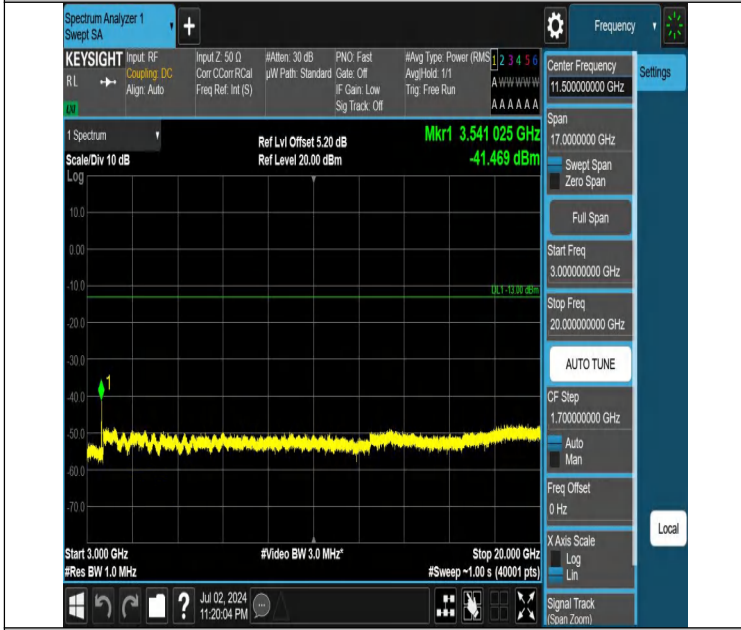 Spectrum Analyzer 1
Swept SA
Frequency
KEYSIGHT
RL
Input: RF
Coupling: DC
Align: Auto
Input Z: 50 Ω
Corr CCorr RCal
Freq Ref: Int (S)
#Atten: 30 dB
µW Path: Standard
PNO: Fast
Gate: Off
IF Gain: Low
Sig Track: Off
#Avg Type: Power (RMS
Avg|Hold: 1/1
Trig: Free Run
1 2 3 4 5 6
A W W W W W
A A A A A A
1 Spectrum
Scale/Div 10 dB
Ref Lvl Offset 5.20 dB
Ref Level 20.00 dBm
Mkr1 3.541 025 GHz
-41.469 dBm
Log
10.0
0.00
-10.0
DL1 -13.00 dBm
-20.0
-30.0
1
-40.0
-50.0
-60.0
-70.0
Start 3.000 GHz
#Res BW 1.0 MHz
#Video BW 3.0 MHz*
Stop 20.000 GHz
#Sweep ~1.00 s (40001 pts)
Center Frequency
11.500000000 GHz
Settings
Span
17.0000000 GHz
Swept Span
Zero Span
Full Span
Start Freq
3.000000000 GHz
Stop Freq
20.000000000 GHz
AUTO TUNE
CF Step
1.700000000 GHz
Auto
Man
Freq Offset
0 Hz
X Axis Scale
Log
Lin
Local
Signal Track
(Span Zoom)
?
Jul 02, 2024
11:20:04 PM